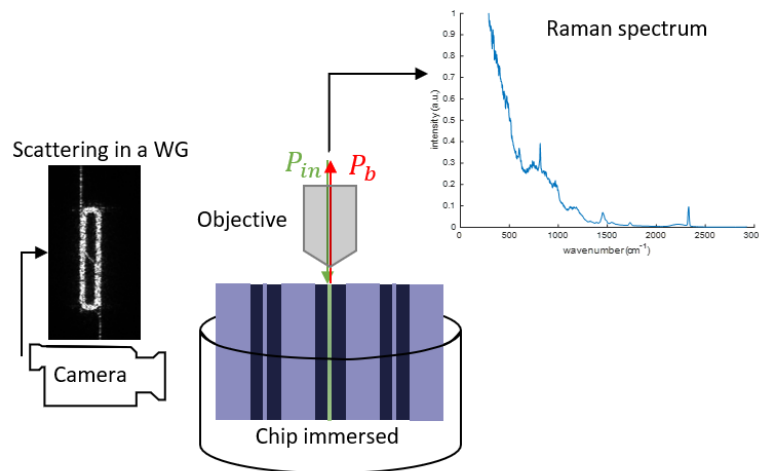 Raman spectrum
1
0.9
0.8
0.7
0.6
0.5
0.4
0.3
0.2
0.1
0
intensity (a.u.)
0
500
1000
1500
2000
2500
300
wavenumber (cm⁻¹)
Scattering in a WG
P_in
P_b
Objective
Camera
Chip immersed